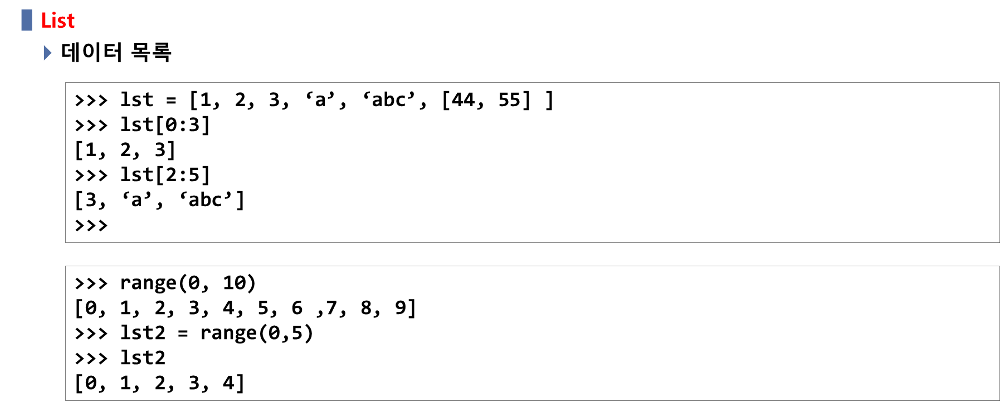 List
데이터 목록
>>> lst = [1, 2, 3, ‘a’, ‘abc’, [44, 55] ]
>>> lst[0:3]
[1, 2, 3]
>>> lst[2:5]
[3, ‘a’, ‘abc’]
>>>
>>> range(0, 10)
[0, 1, 2, 3, 4, 5, 6 ,7, 8, 9]
>>> lst2 = range(0,5)
>>> lst2
[0, 1, 2, 3, 4]